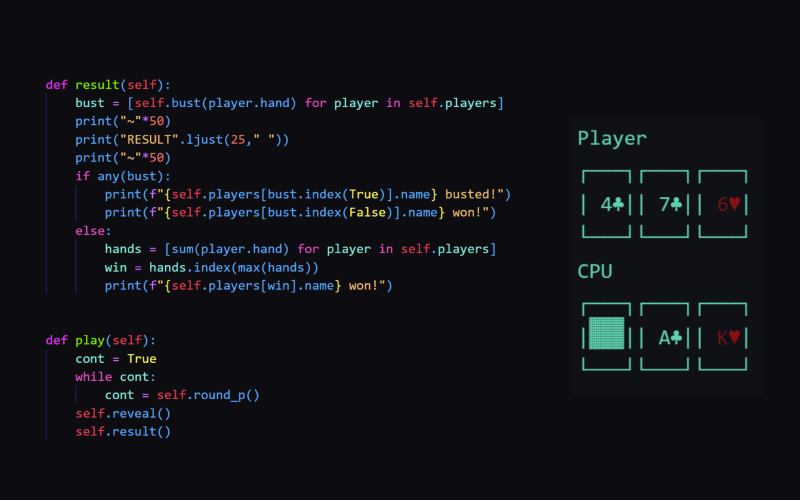 def result(self):
    bust = [self.bust(player.hand) for player in self.players]
    print("~"*50)
    print("RESULT".ljust(25," "))
    print("~"*50)
    if any(bust):
        print(f"{self.players[bust.index(True)].name} busted!")
        print(f"{self.players[bust.index(False)].name} won!")
    else:
        hands = [sum(player.hand) for player in self.players]
        win = hands.index(max(hands))
        print(f"{self.players[win].name} won!")
def play(self):
    cont = True
    while cont:
        cont = self.round_p()
    self.reveal()
    self.result()
Player
4♣ 7♣ 6♥
CPU
A♣ K♥